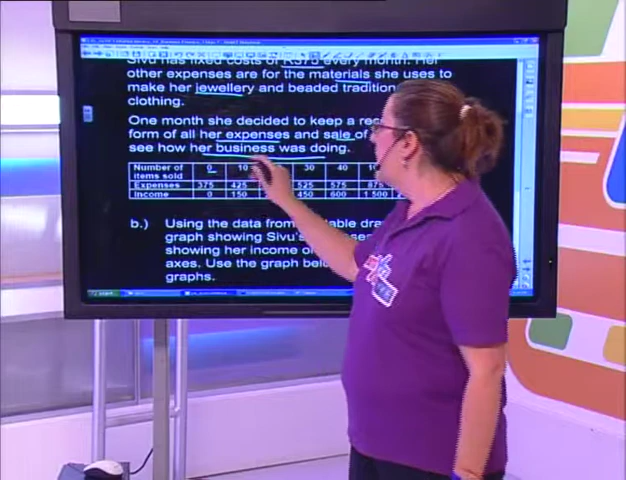 Sivu has fixed costs of R375 every month. Her
other expenses are for the materials she uses to
make her jewellery and beaded tradition
clothing.
One month she decided to keep a rec
form of all her expenses and sale of
see how her business was doing.
Number of items sold 0 10 30 40
Expenses 375 425 525 575 875
Income 0 150 450 600 1 500
b.) Using the data from table draw
graph showing Sivu's
showing her income on
axes. Use the graph
graphs.